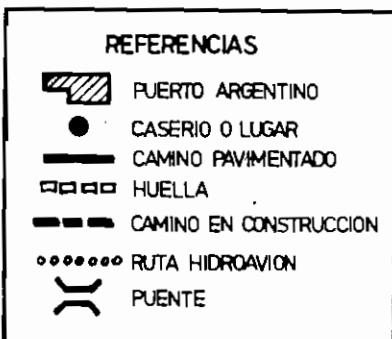 REFERENCIAS
PUERTO ARGENTINO
CASERIO O LUGAR
CAMINO PAVIMENTADO
HUELLA
CAMINO EN CONSTRUCCION
RUTA HIDROAVION
PUENTE